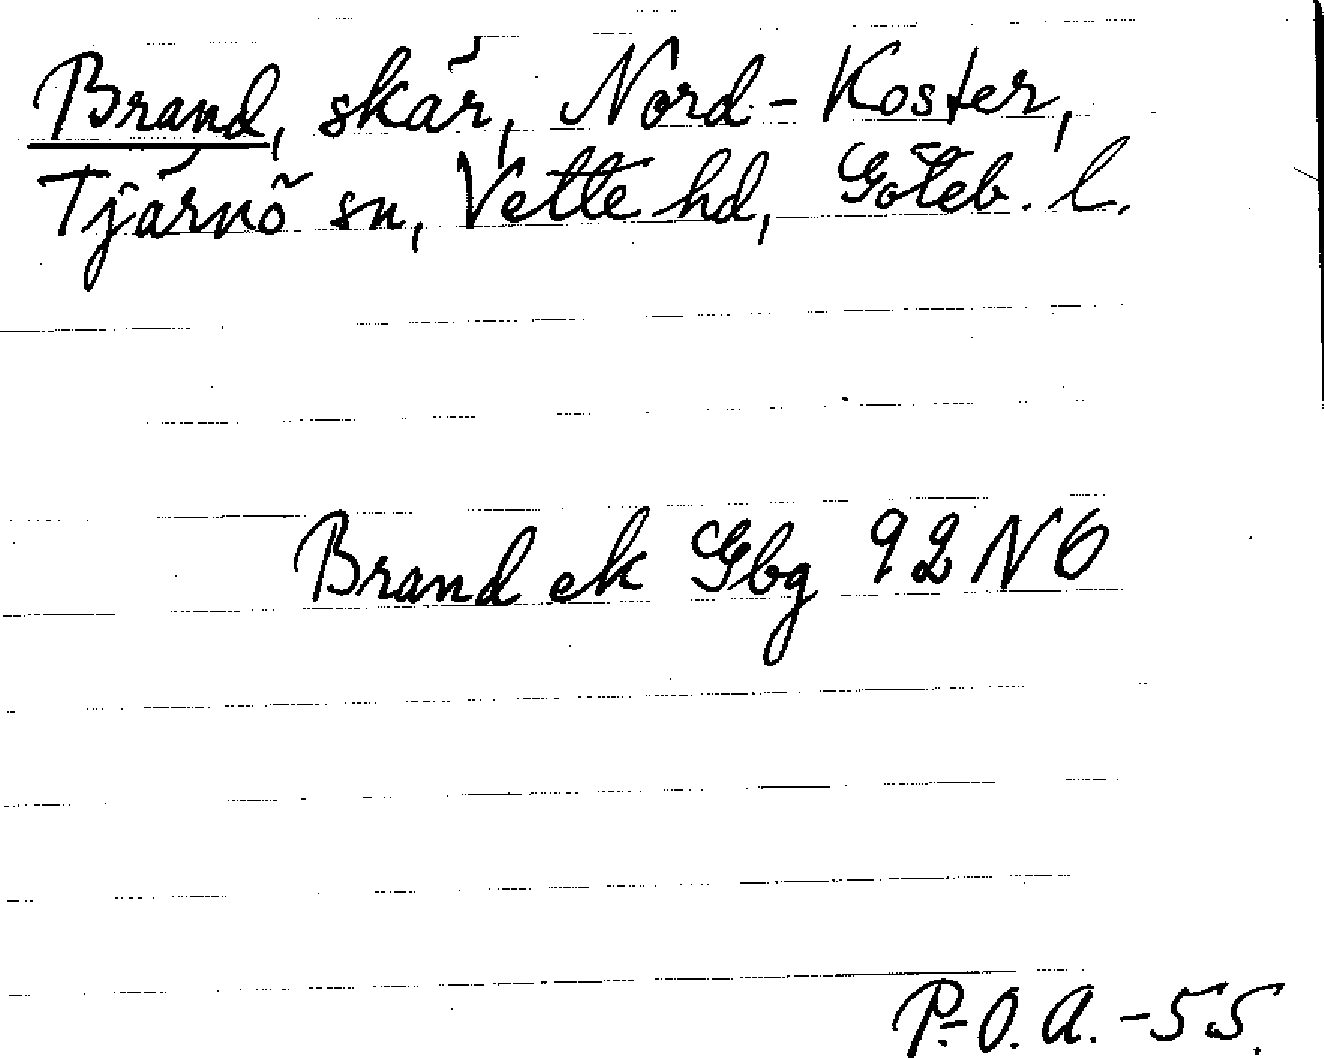 Brand, skär, Nord-Koster,
Tjärnö sn, Vette hd, Göteb. l.
Brand ek Gbg 92 NO
P.-O. A. -55.